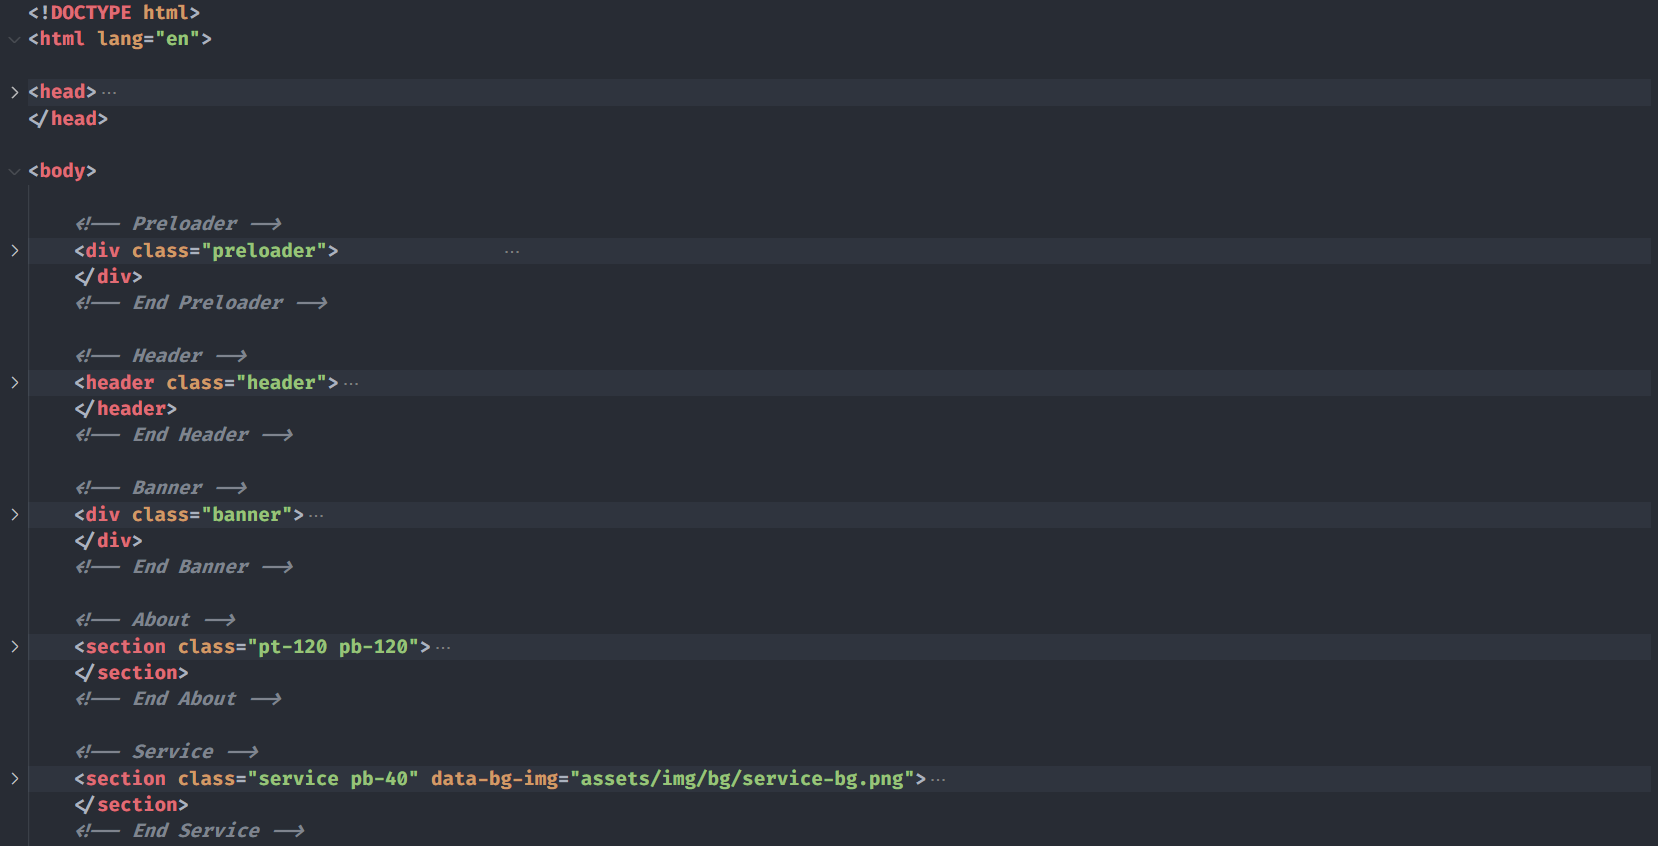 <!DOCTYPE html>
<html lang="en">
<head>...
</head>
<body>
<!-- Preloader -->
<div class="preloader"> ...
</div>
<!-- End Preloader -->
<!-- Header -->
<header class="header">...
</header>
<!-- End Header -->
<!-- Banner -->
<div class="banner">...
</div>
<!-- End Banner -->
<!-- About -->
<section class="pt-120 pb-120">...
</section>
<!-- End About -->
<!-- Service -->
<section class="service pb-40" data-bg-img="assets/img/bg/service-bg.png">...
</section>
<!-- End Service -->